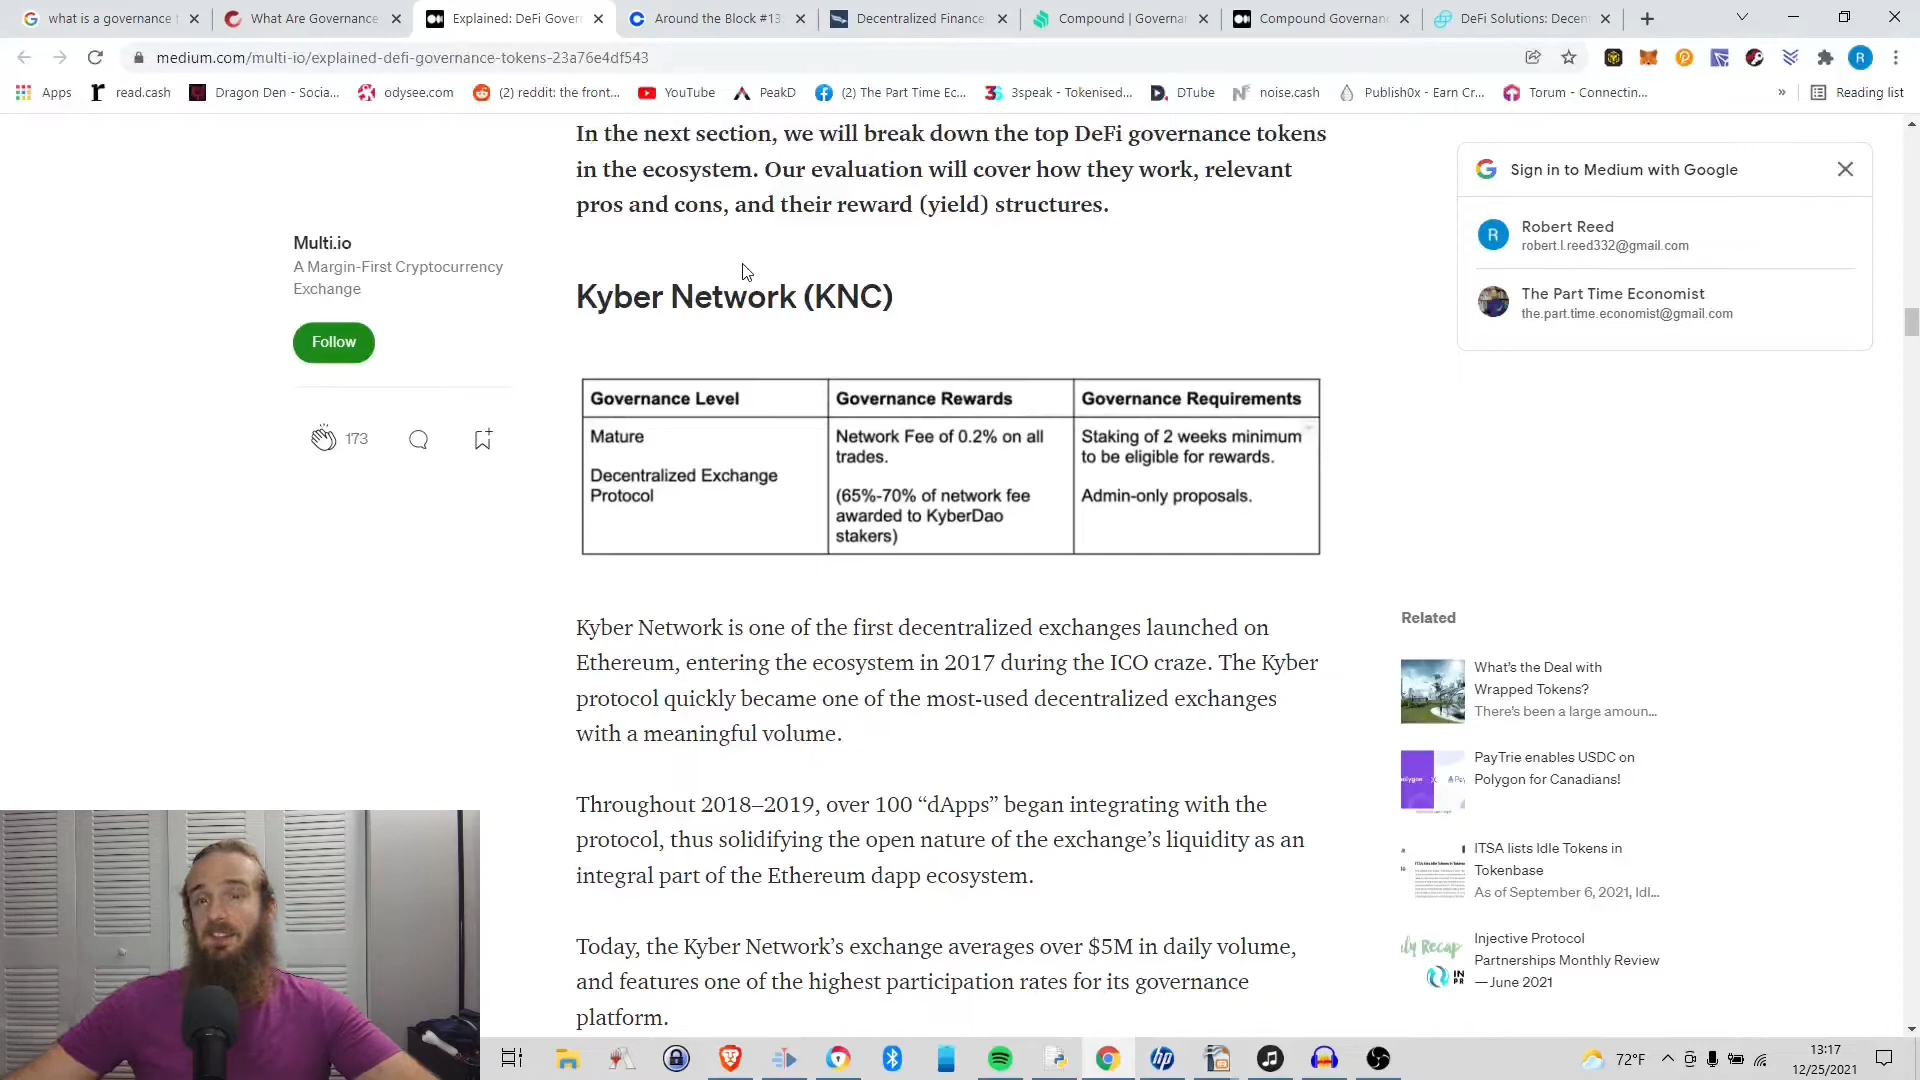 what is a governance
What Are Governance
Explained: DeFi Gover
Around the Block #13
Decentralized Finance
Compound | Governa
Compound Governanc
DeFi Solutions: Decen
medium.com/multi-io/explained-defi-governance-tokens-23a76e4df543
R
Apps
read.cash
Dragon Den - Socia...
odysee.com
(2) reddit: the front...
YouTube
PeakD
(2) The Part Time Ec...
3speak - Tokenised...
DTube
noise.cash
Publish0x - Earn Cr...
Torum - Connectin...
»
Reading list
In the next section, we will break down the top DeFi governance tokens
in the ecosystem. Our evaluation will cover how they work, relevant
pros and cons, and their reward (yield) structures.
Sign in to Medium with Google
R
Robert Reed
robert.l.reed332@gmail.com
The Part Time Economist
the.part.time.economist@gmail.com
Multi.io
A Margin-First Cryptocurrency
Exchange
Follow
173
Kyber Network (KNC)
Governance Level
Governance Rewards
Governance Requirements
Mature
Decentralized Exchange
Protocol
Network Fee of 0.2% on all
trades.
(65%-70% of network fee
awarded to KyberDao
stakers)
Staking of 2 weeks minimum
to be eligible for rewards.
Admin-only proposals.
Kyber Network is one of the first decentralized exchanges launched on
Ethereum, entering the ecosystem in 2017 during the ICO craze. The Kyber
protocol quickly became one of the most-used decentralized exchanges
with a meaningful volume.
Throughout 2018–2019, over 100 “dApps” began integrating with the
protocol, thus solidifying the open nature of the exchange’s liquidity as an
integral part of the Ethereum dapp ecosystem.
Today, the Kyber Network’s exchange averages over $5M in daily volume,
and features one of the highest participation rates for its governance
platform.
Related
What’s the Deal with
Wrapped Tokens?
There’s been a large amoun...
PayTrie enables USDC on
Polygon for Canadians!
ITSA lists Idle Tokens in
Tokenbase
As of September 6, 2021, Idl...
Injective Protocol
Partnerships Monthly Review
— June 2021
72°F
13:17
12/25/2021